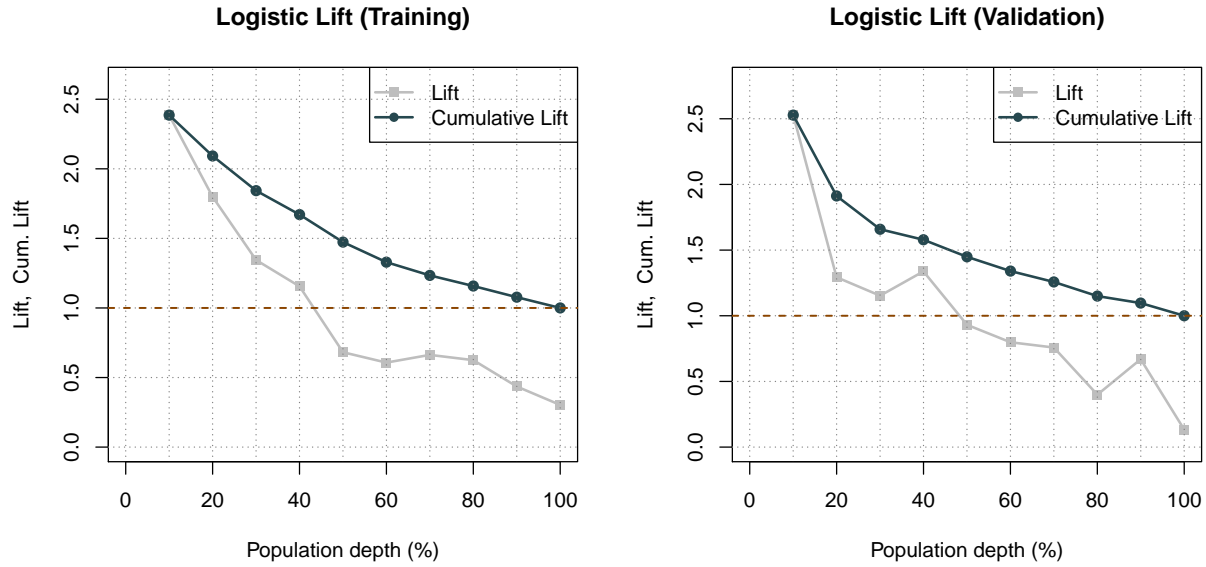 Logistic Lift (Training)
Lift
Cumulative Lift
Lift,  Cum. Lift
0.0
0.5
1.0
1.5
2.0
2.5
0
20
40
60
80
100
Population depth (%)
Logistic Lift (Validation)
Lift
Cumulative Lift
Lift,  Cum. Lift
0.0
0.5
1.0
1.5
2.0
2.5
0
20
40
60
80
100
Population depth (%)